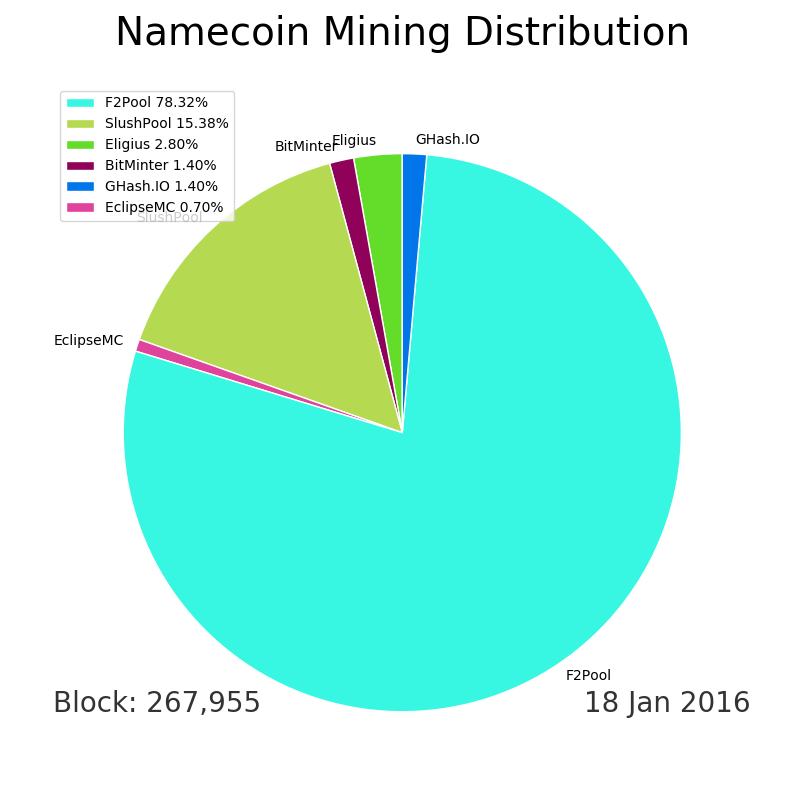 Namecoin Mining Distribution
F2Pool 78.32%
SlushPool 15.38%
Eligius 2.80%
BitMinter 1.40%
GHash.IO 1.40%
EclipseMC 0.70%
BitMinter
Eligius
GHash.IO
SlushPool
EclipseMC
F2Pool
Block: 267,955
18 Jan 2016